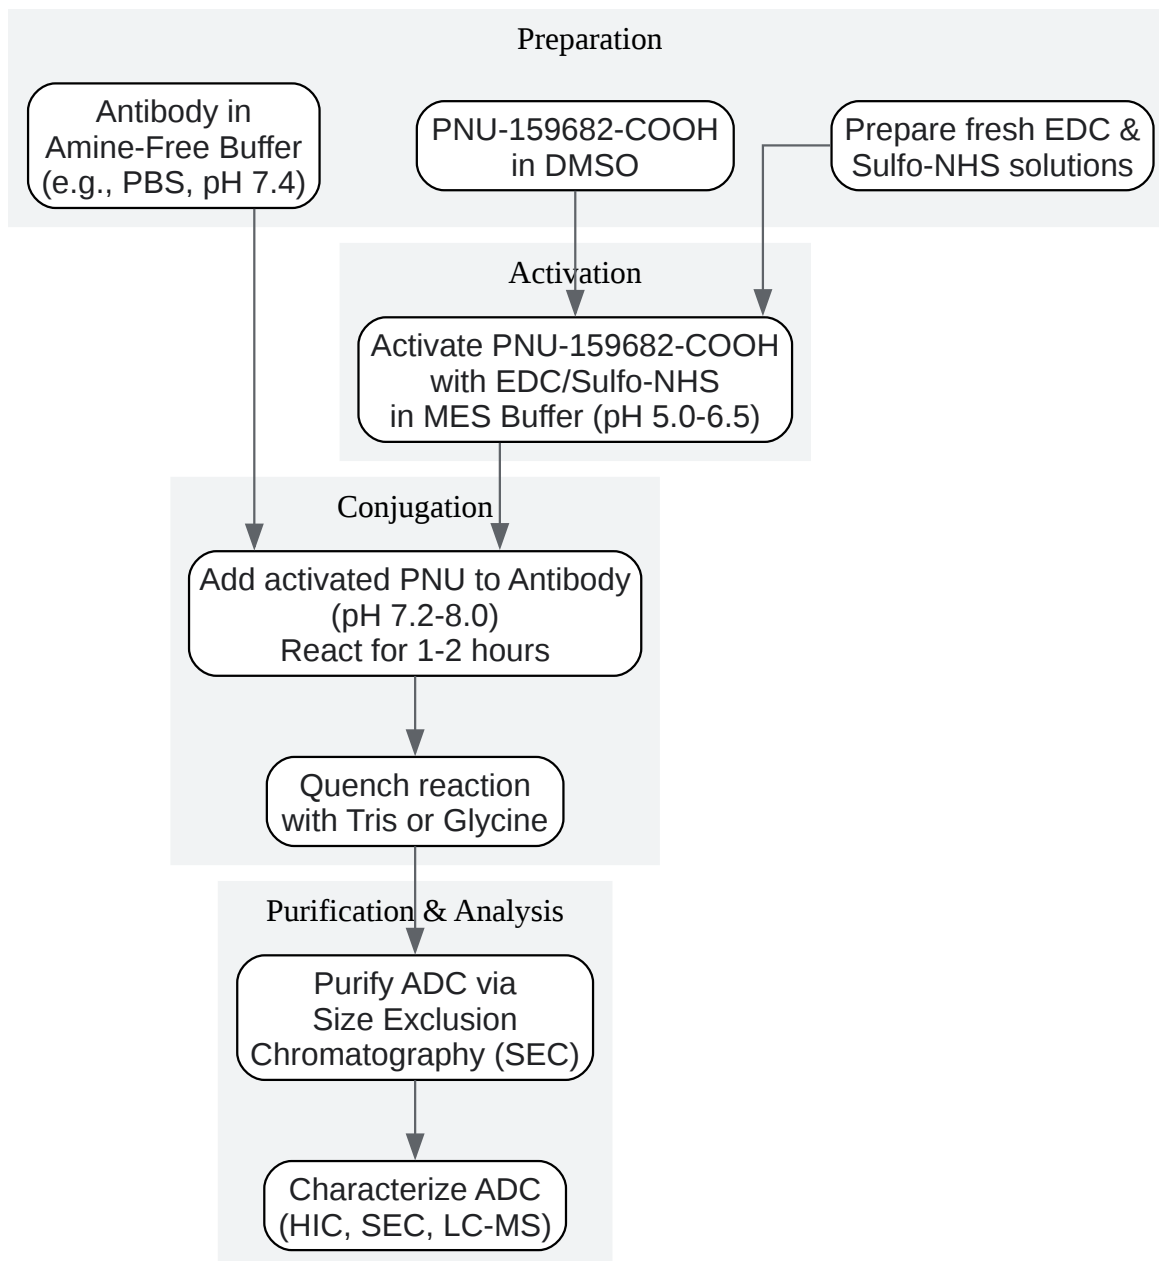 Preparation
Antibody in
Amine-Free Buffer
(e.g., PBS, pH 7.4)
PNU-159682-COOH
in DMSO
Prepare fresh EDC &
Sulfo-NHS solutions
Activation
Activate PNU-159682-COOH
with EDC/Sulfo-NHS
in MES Buffer (pH 5.0-6.5)
Conjugation
Add activated PNU to Antibody
(pH 7.2-8.0)
React for 1-2 hours
Quench reaction
with Tris or Glycine
Purification & Analysis
Purify ADC via
Size Exclusion
Chromatography (SEC)
Characterize ADC
(HIC, SEC, LC-MS)